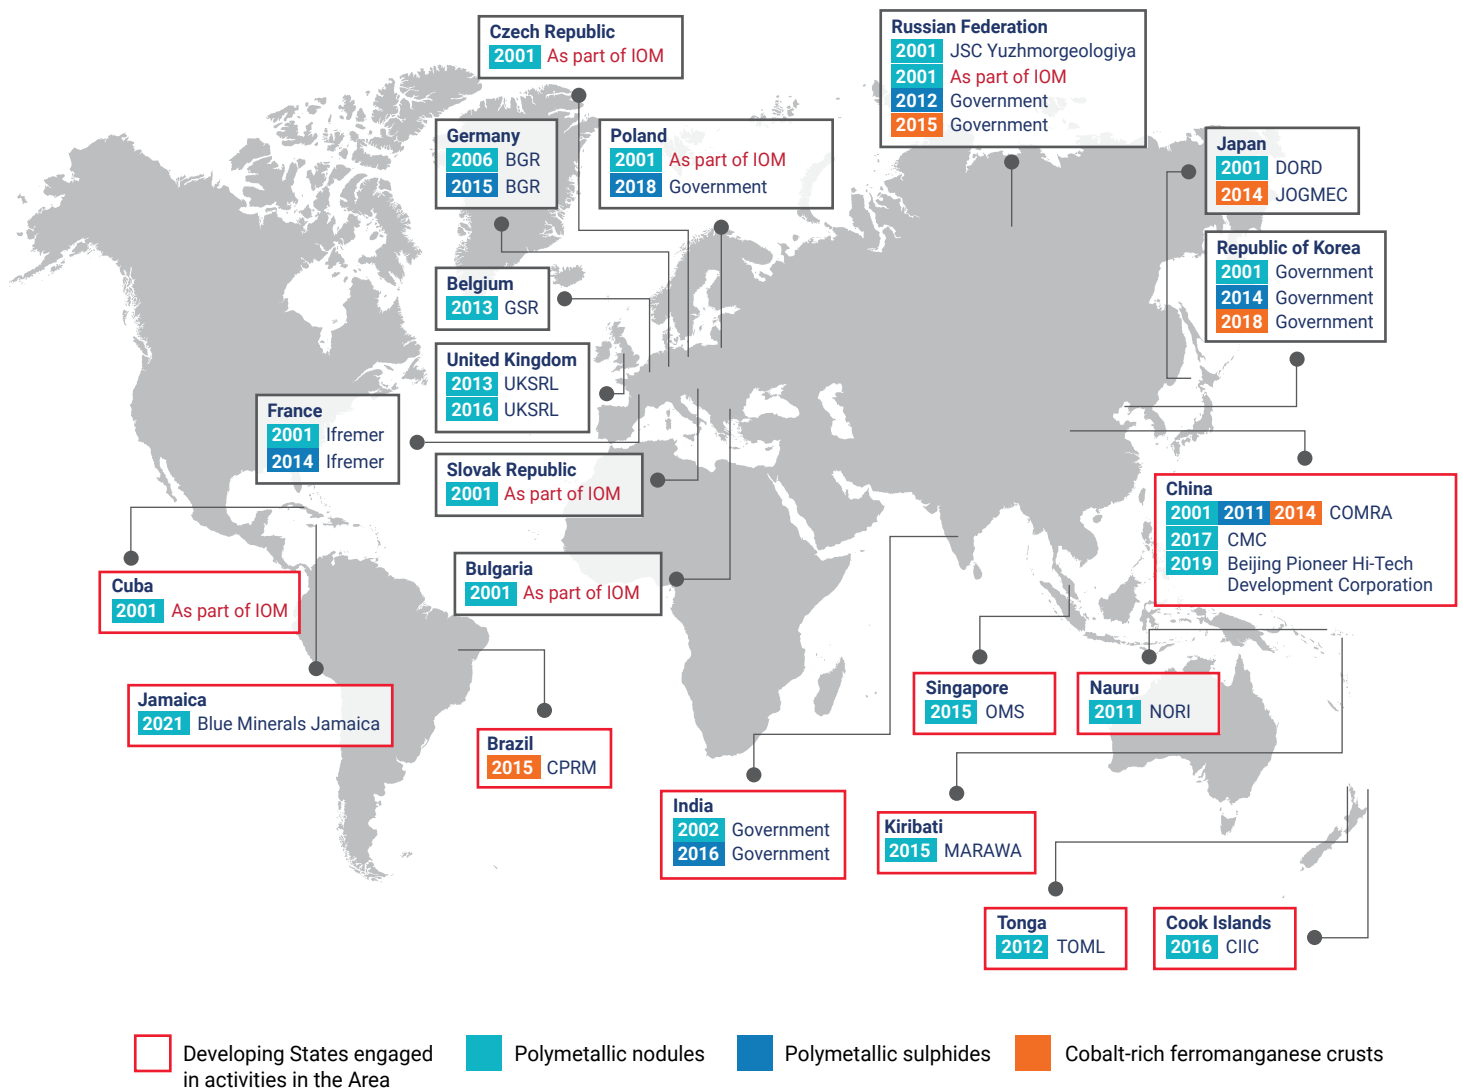 Czech Republic
2001 As part of IOM
Russian Federation
2001 JSC Yuzhmorgeologiya
2001 As part of IOM
2012 Government
2015 Government
Germany
2006 BGR
2015 BGR
Poland
2001 As part of IOM
2018 Government
Japan
2001 DORD
2014 JOGMEC
Republic of Korea
2001 Government
2014 Government
2018 Government
Belgium
2013 GSR
United Kingdom
2013 UKSRL
2016 UKSRL
France
2001 Ifremer
2014 Ifremer
Slovak Republic
2001 As part of IOM
China
2001 2011 2014 COMRA
2017 CMC
2019 Beijing Pioneer Hi-Tech
Development Corporation
Bulgaria
2001 As part of IOM
Cuba
2001 As part of IOM
Jamaica
2021 Blue Minerals Jamaica
Brazil
2015 CPRM
Singapore
2015 OMS
Nauru
2011 NORI
India
2002 Government
2016 Government
Kiribati
2015 MARAWA
Tonga
2012 TOML
Cook Islands
2016 CIIC
Developing States engaged
in activities in the Area
Polymetallic nodules
Polymetallic sulphides
Cobalt-rich ferromanganese crusts